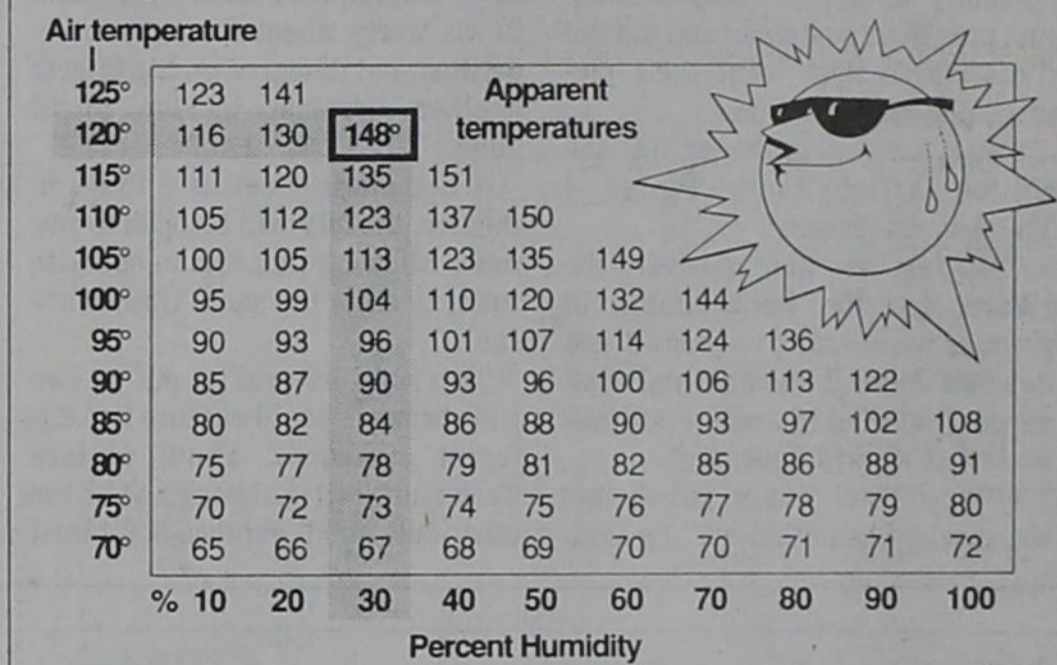 Air temperature
125° 123 141 Apparent
120° 116 130 148° temperatures
115° 111 120 135 151
110° 105 112 123 137 150
105° 100 105 113 123 135 149
100° 95 99 104 110 120 132 144
95° 90 93 96 101 107 114 124 136
90° 85 87 90 93 96 100 106 113 122
85° 80 82 84 86 88 90 93 97 102 108
80° 75 77 78 79 81 82 85 86 88 91
75° 70 72 73 74 75 76 77 78 79 80
70° 65 66 67 68 69 70 70 71 71 72
% 10 20 30 40 50 60 70 80 90 100
Percent Humidity